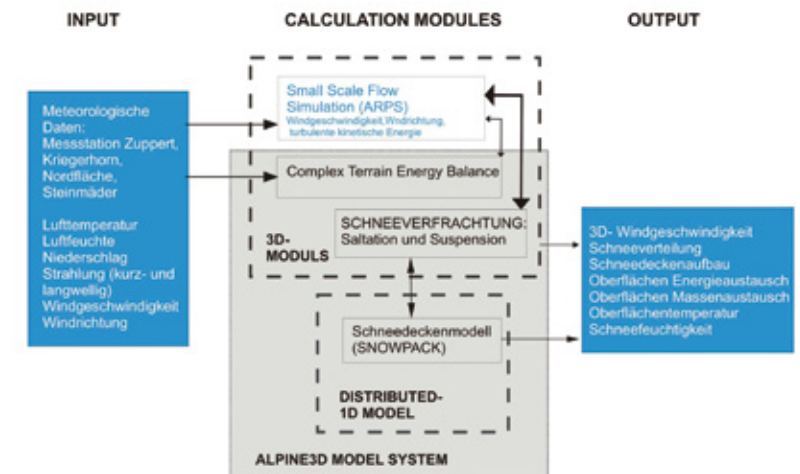 INPUT
CALCULATION MODULES
OUTPUT
Meteorologische
Daten:
Messstation Zuppert,
Kriegerhorn,
Nordfläche,
Steinmäder
Lufttemperatur
Luftfeuchte
Niederschlag
Strahlung (kurz- und
langwellig)
Windgeschwindigkeit
Windrichtung
Small Scale Flow
Simulation (ARPS)
Windgeschwindigkeit,Wndrichtung,
turbulente kinetische Energie
Complex Terrain Energy Balance
SCHNEEVERFRACHTUNG:
Saltation und Suspension
3D-
MODULS
Schneedeckenmodell
(SNOWPACK)
DISTRIBUTED-
1D MODEL
ALPINE3D MODEL SYSTEM
3D- Windgeschwindigkeit
Schneeverteilung
Schneedeckenaufbau
Oberflächen Energieaustausch
Oberflächen Massenaustausch
Oberflächentemperatur
Schneefeuchtigkeit